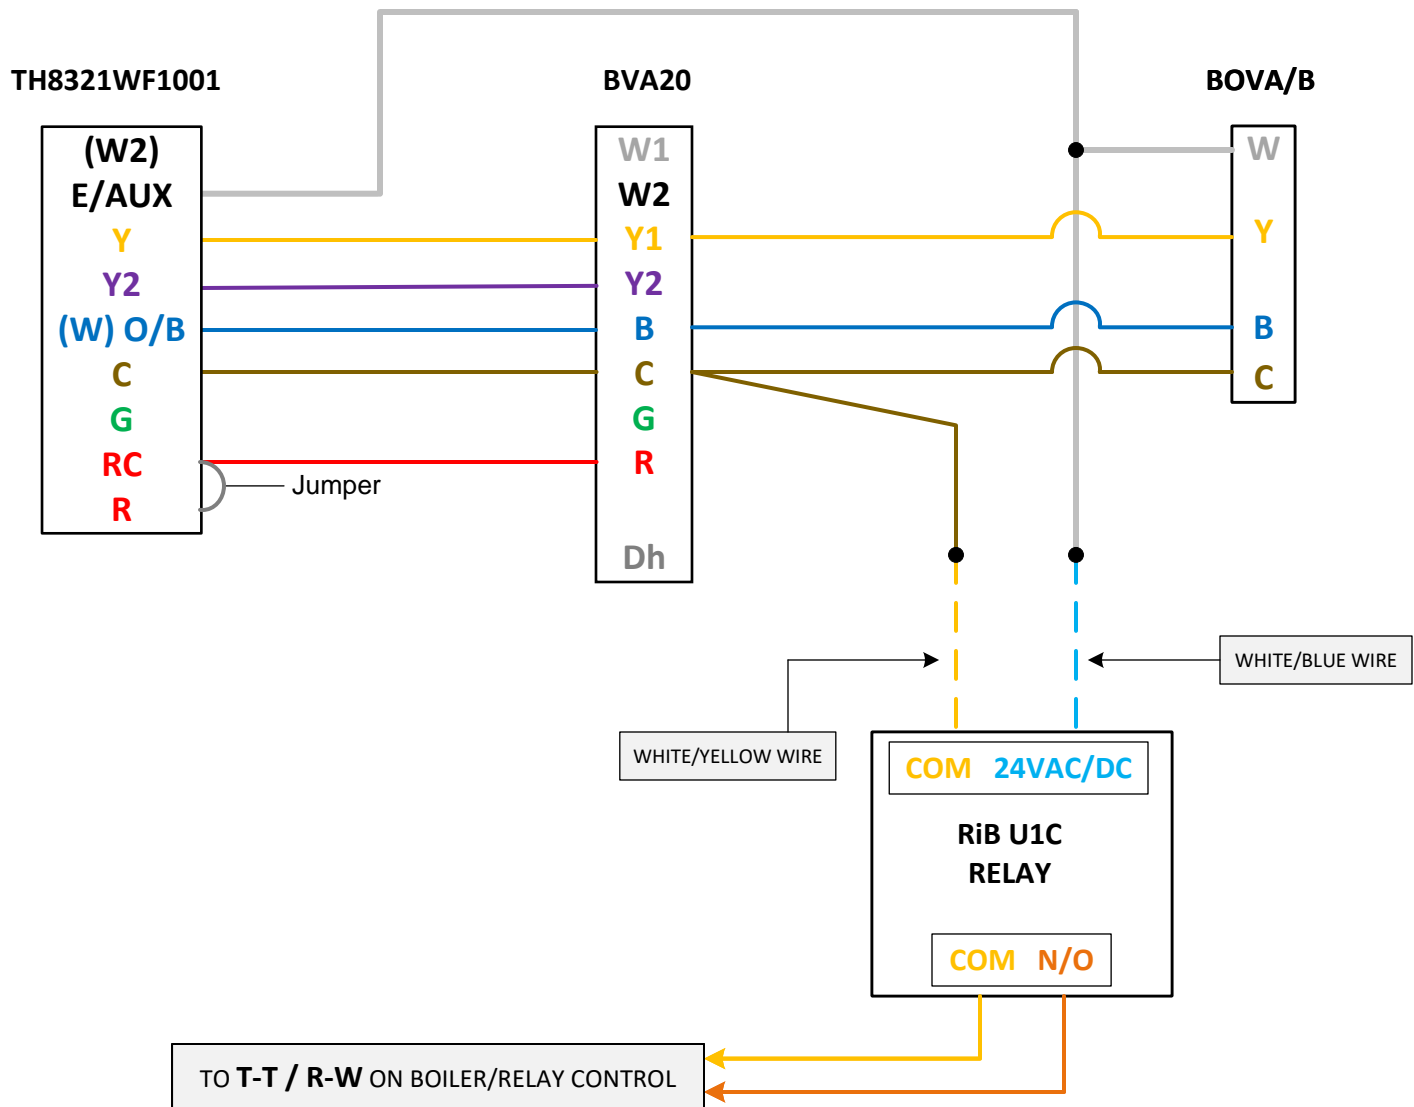 TH8321WF1001
BVA20
BOVA/B
(W2)
E/AUX
Y
Y2
(W) O/B
C
G
RC
R
Jumper
W1
W2
Y1
Y2
B
C
G
R
Dh
W
Y
B
C
WHITE/BLUE WIRE
WHITE/YELLOW WIRE
COM 24VAC/DC
RiB U1C
RELAY
COM N/O
TO T-T / R-W ON BOILER/RELAY CONTROL